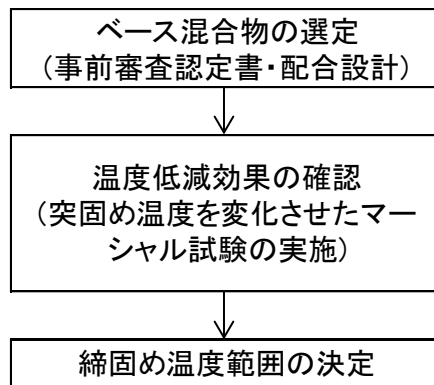 ベース混合物の選定
（事前審査認定書・配合設計）
温度低減効果の確認
（突固め温度を変化させたマー
シャル試験の実施）
締固め温度範囲の決定